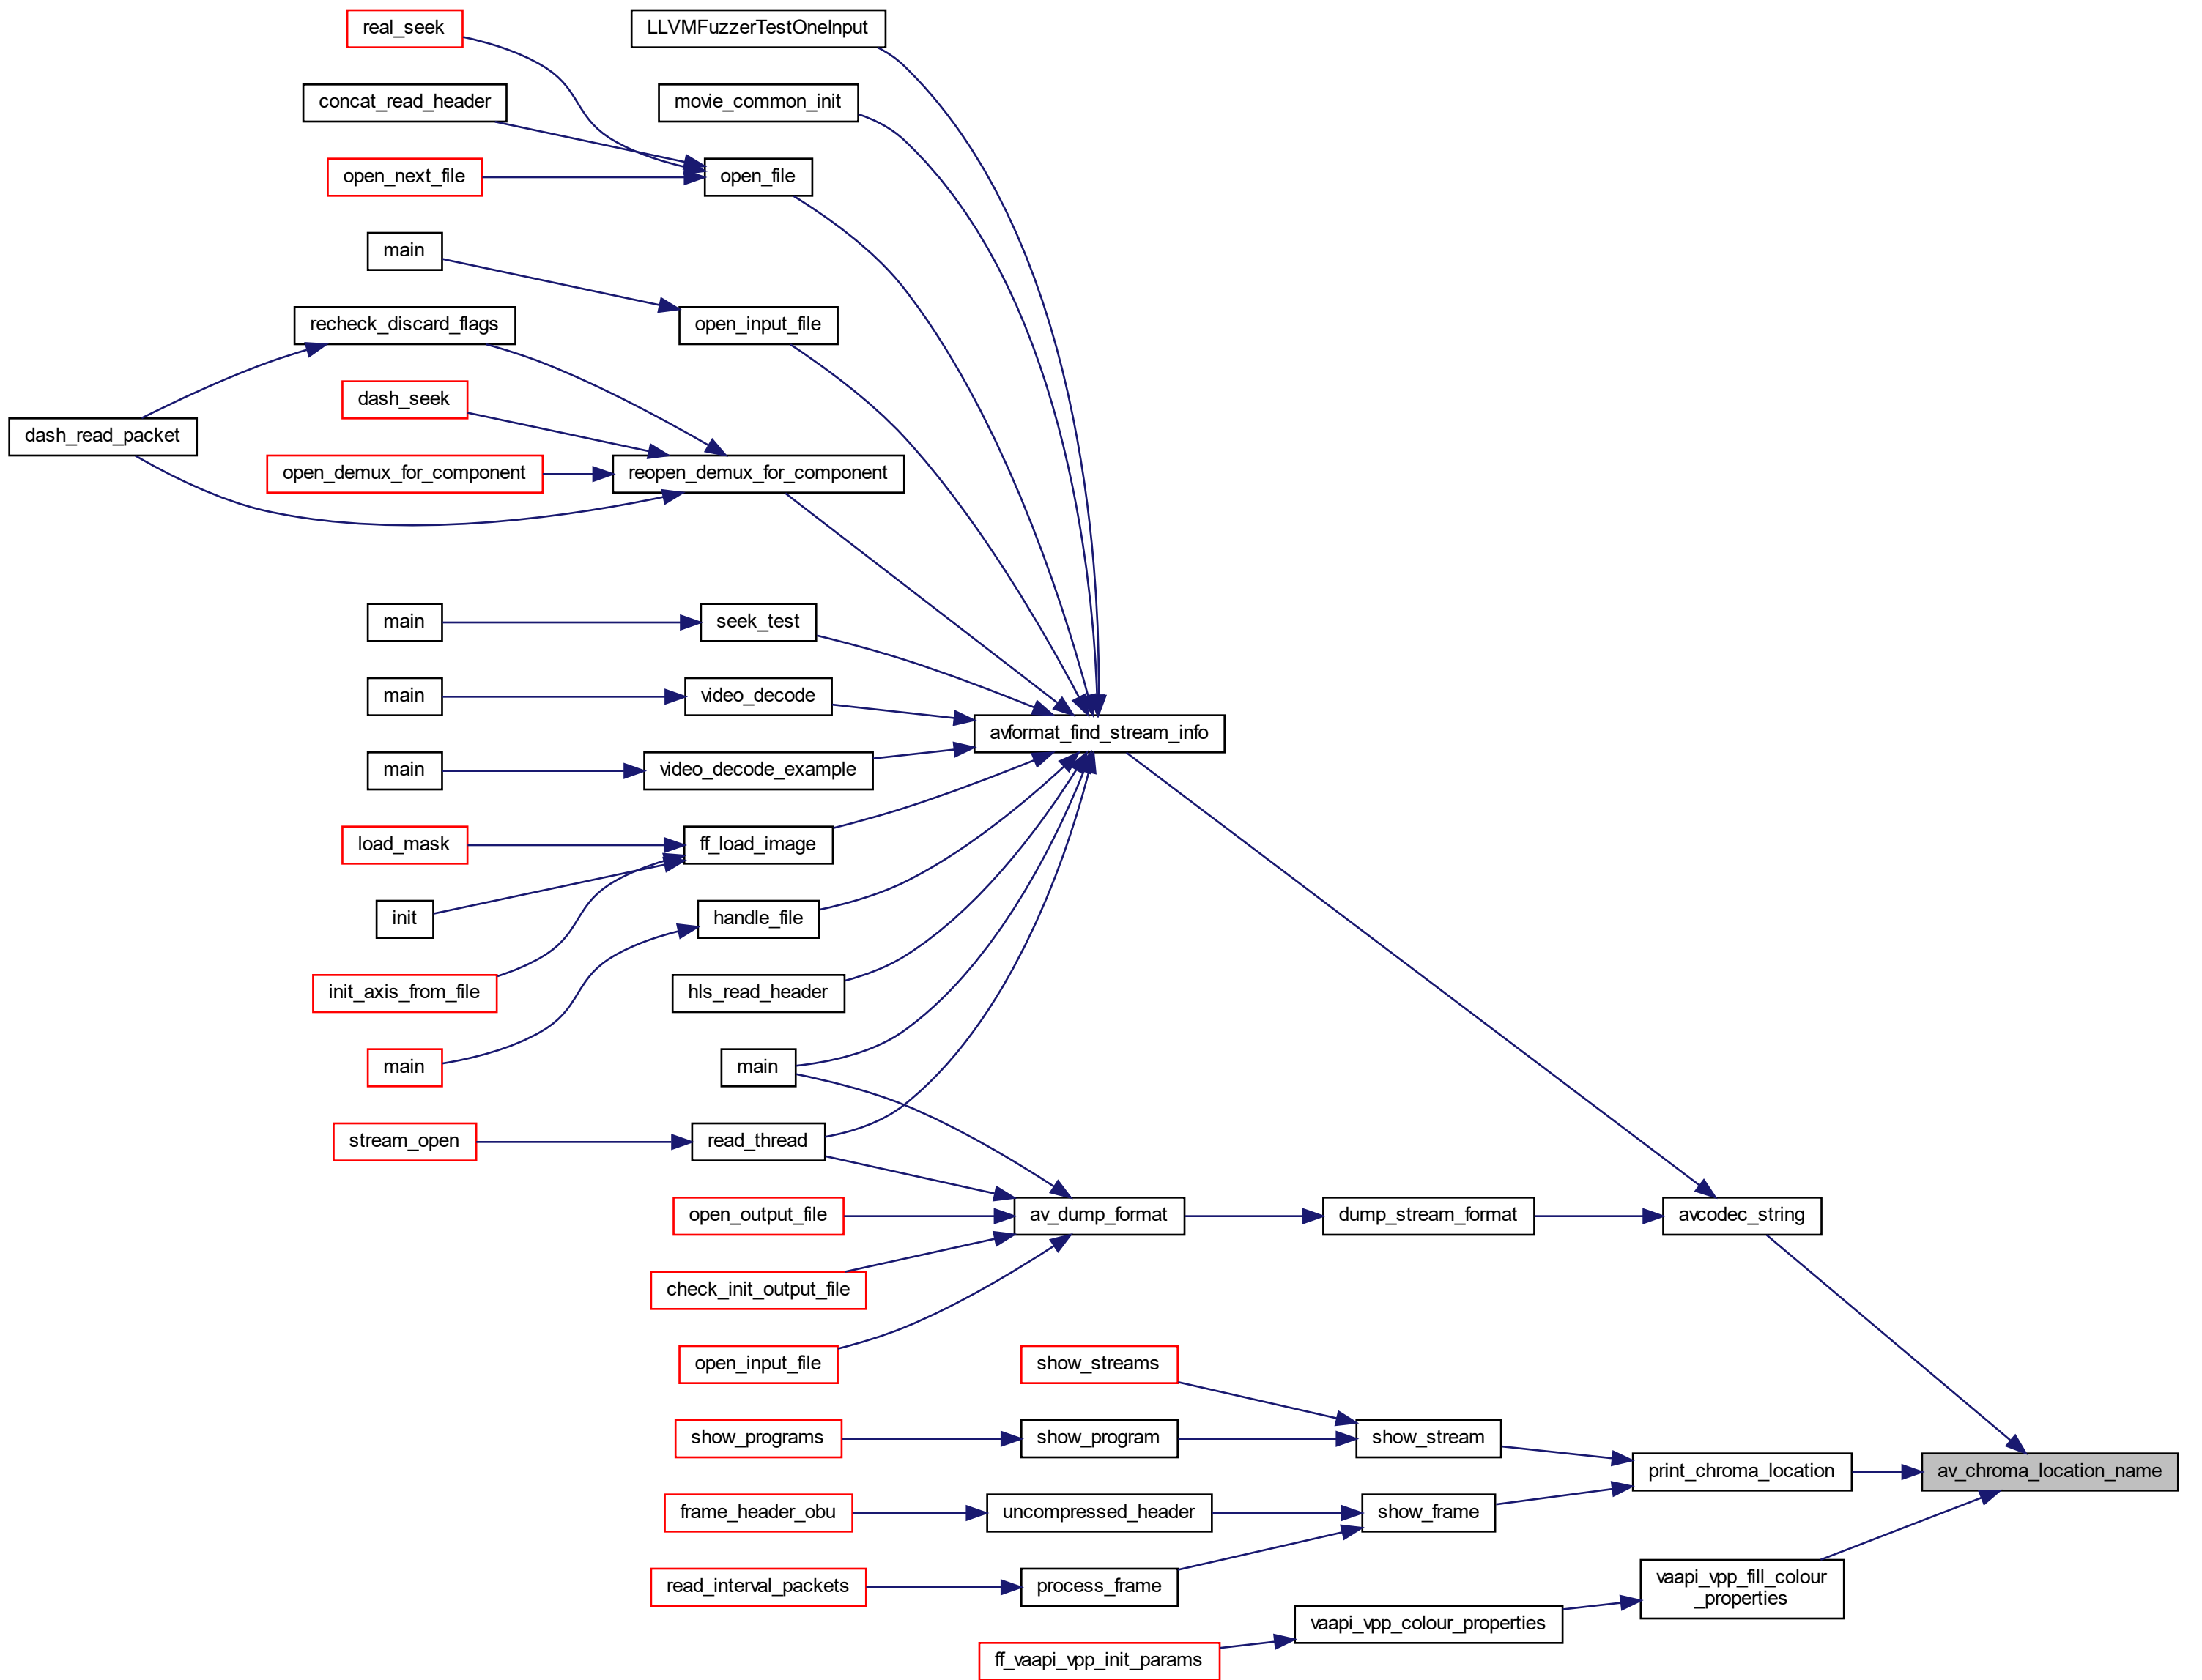 real_seek
LLVMFuzzerTestOneInput
concat_read_header
movie_common_init
open_next_file
open_file
main
recheck_discard_flags
open_input_file
dash_seek
dash_read_packet
open_demux_for_component
reopen_demux_for_component
main
seek_test
main
video_decode
avformat_find_stream_info
main
video_decode_example
load_mask
ff_load_image
init
handle_file
init_axis_from_file
hls_read_header
main
main
stream_open
read_thread
open_output_file
av_dump_format
dump_stream_format
avcodec_string
check_init_output_file
open_input_file
show_streams
show_programs
show_program
show_stream
print_chroma_location
av_chroma_location_name
frame_header_obu
uncompressed_header
show_frame
read_interval_packets
process_frame
vaapi_vpp_fill_colour
_properties
vaapi_vpp_colour_properties
ff_vaapi_vpp_init_params